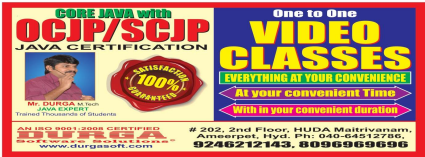 CORE JAVA with
OCJP/SCJP
JAVA CERTIFICATION
SATISFACTION
100%
GUARANTEED
Mr. DURGA M.Tech
JAVA EXPERT
Trained Thousands of Students
AN ISO 9001:2008 CERTIFIED
DURGA
Software Solutions®
www.durgasoft.com
One to One
VIDEO
CLASSES
EVERYTHING AT YOUR CONVENIENCE
At your convenient Time
With in your convenient duration
# 202, 2nd Floor, HUDA Maitrivanam,
Ameerpet, Hyd. Ph: 040-64512786,
9246212143, 8096969696